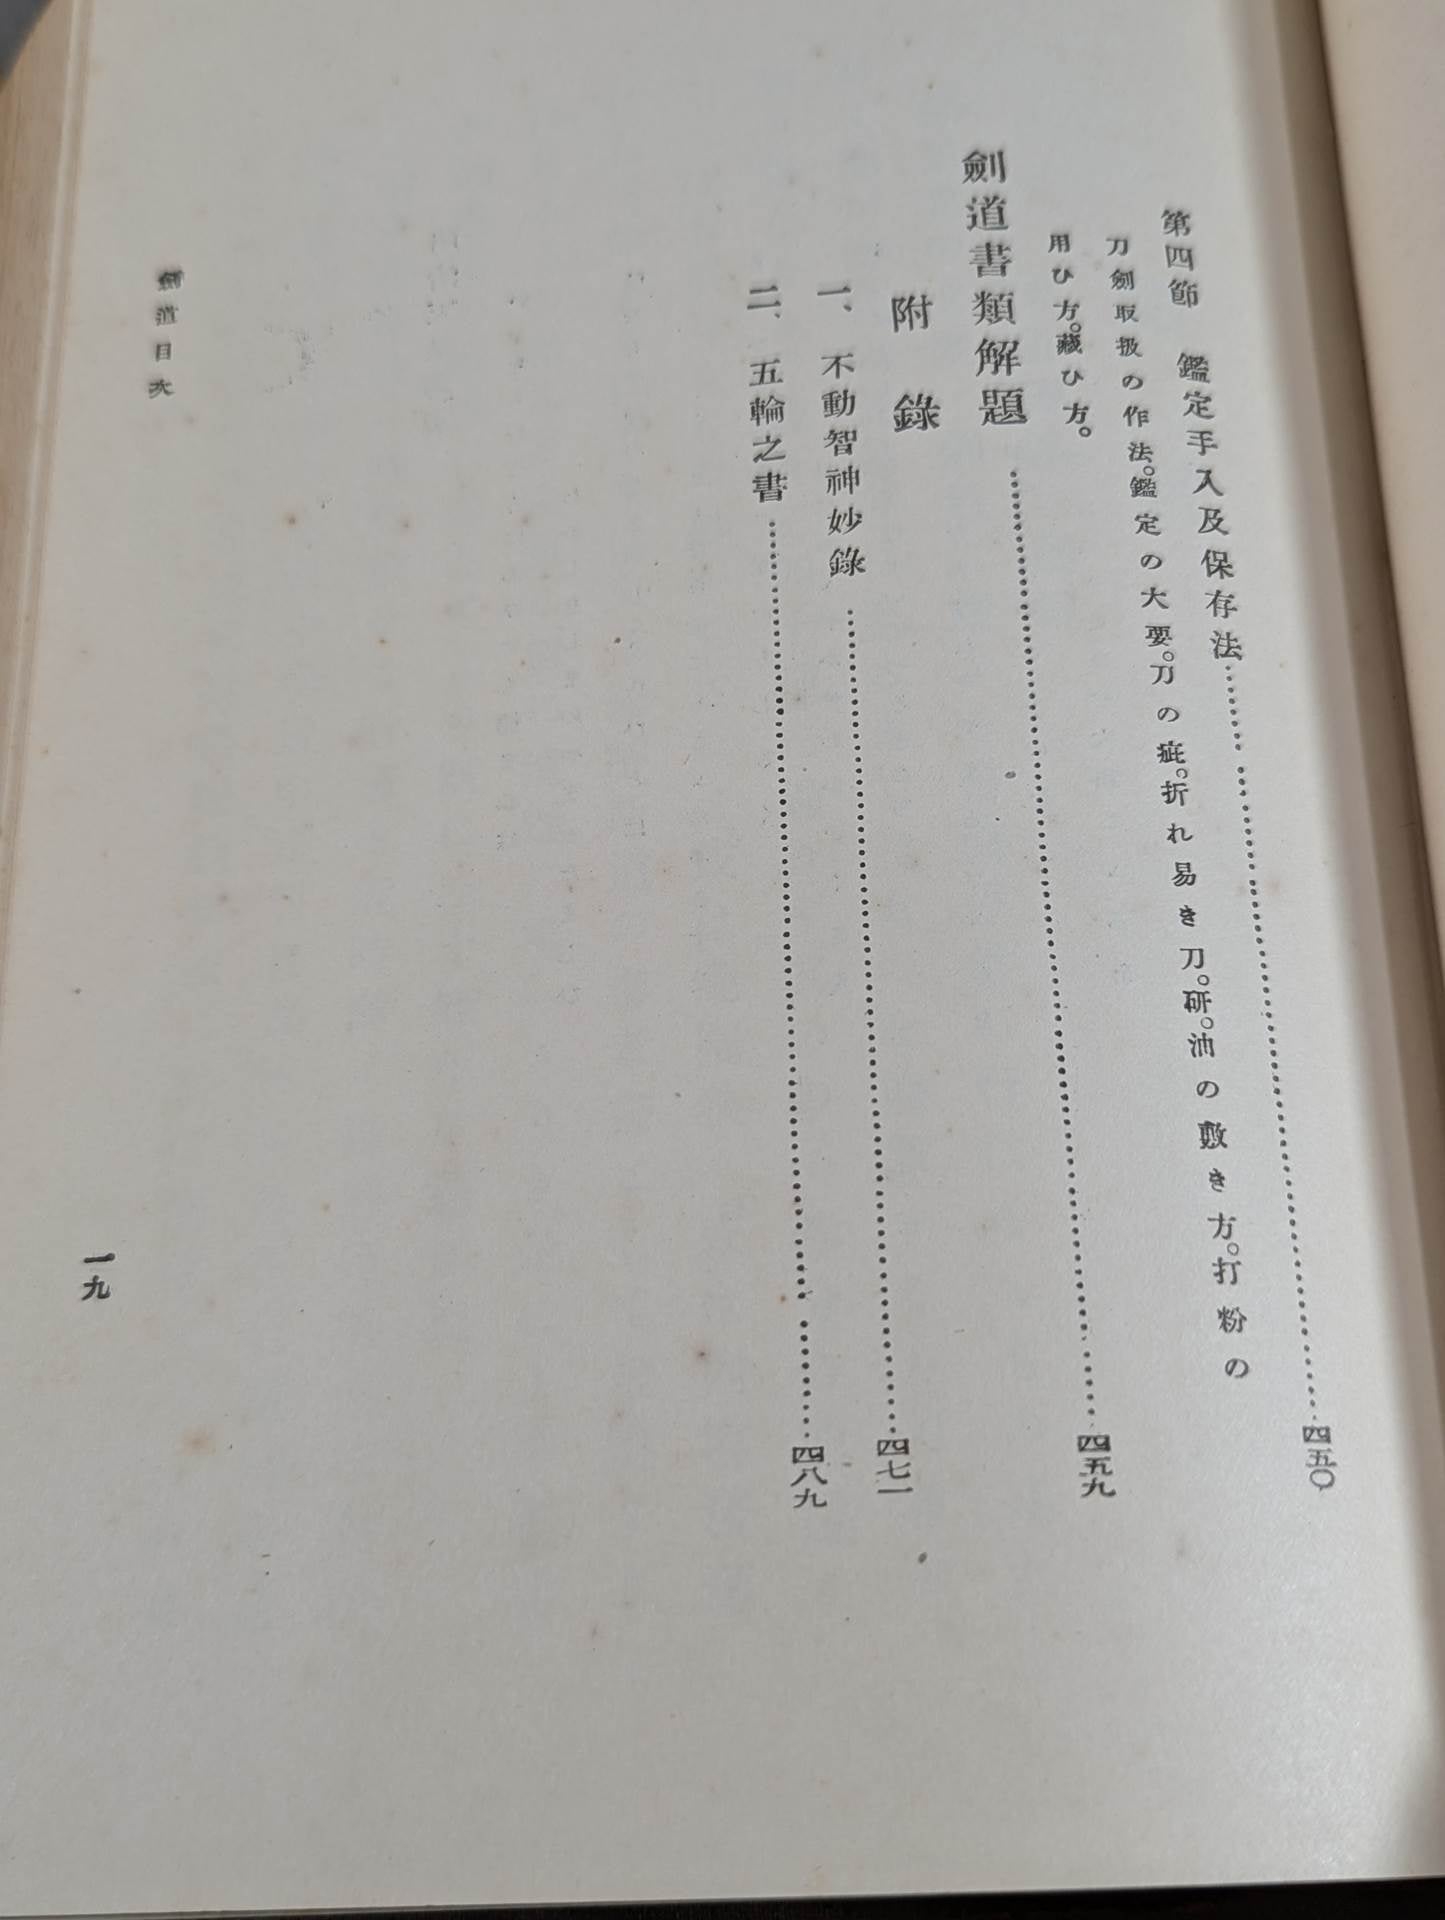 第四節　鑑定手入及保存法……………………………四五〇
刀劍取扱の作法。鑑定の大要。刀の疵。折れ易き刀。研。油の敷き方。打粉の
用ひ方。藏ひ方。
劍道書類解題……………………………四五九
附錄
一、不動智神妙錄……………………………四七一
二、五輪之書……………………………四八九
劍道目次
一九